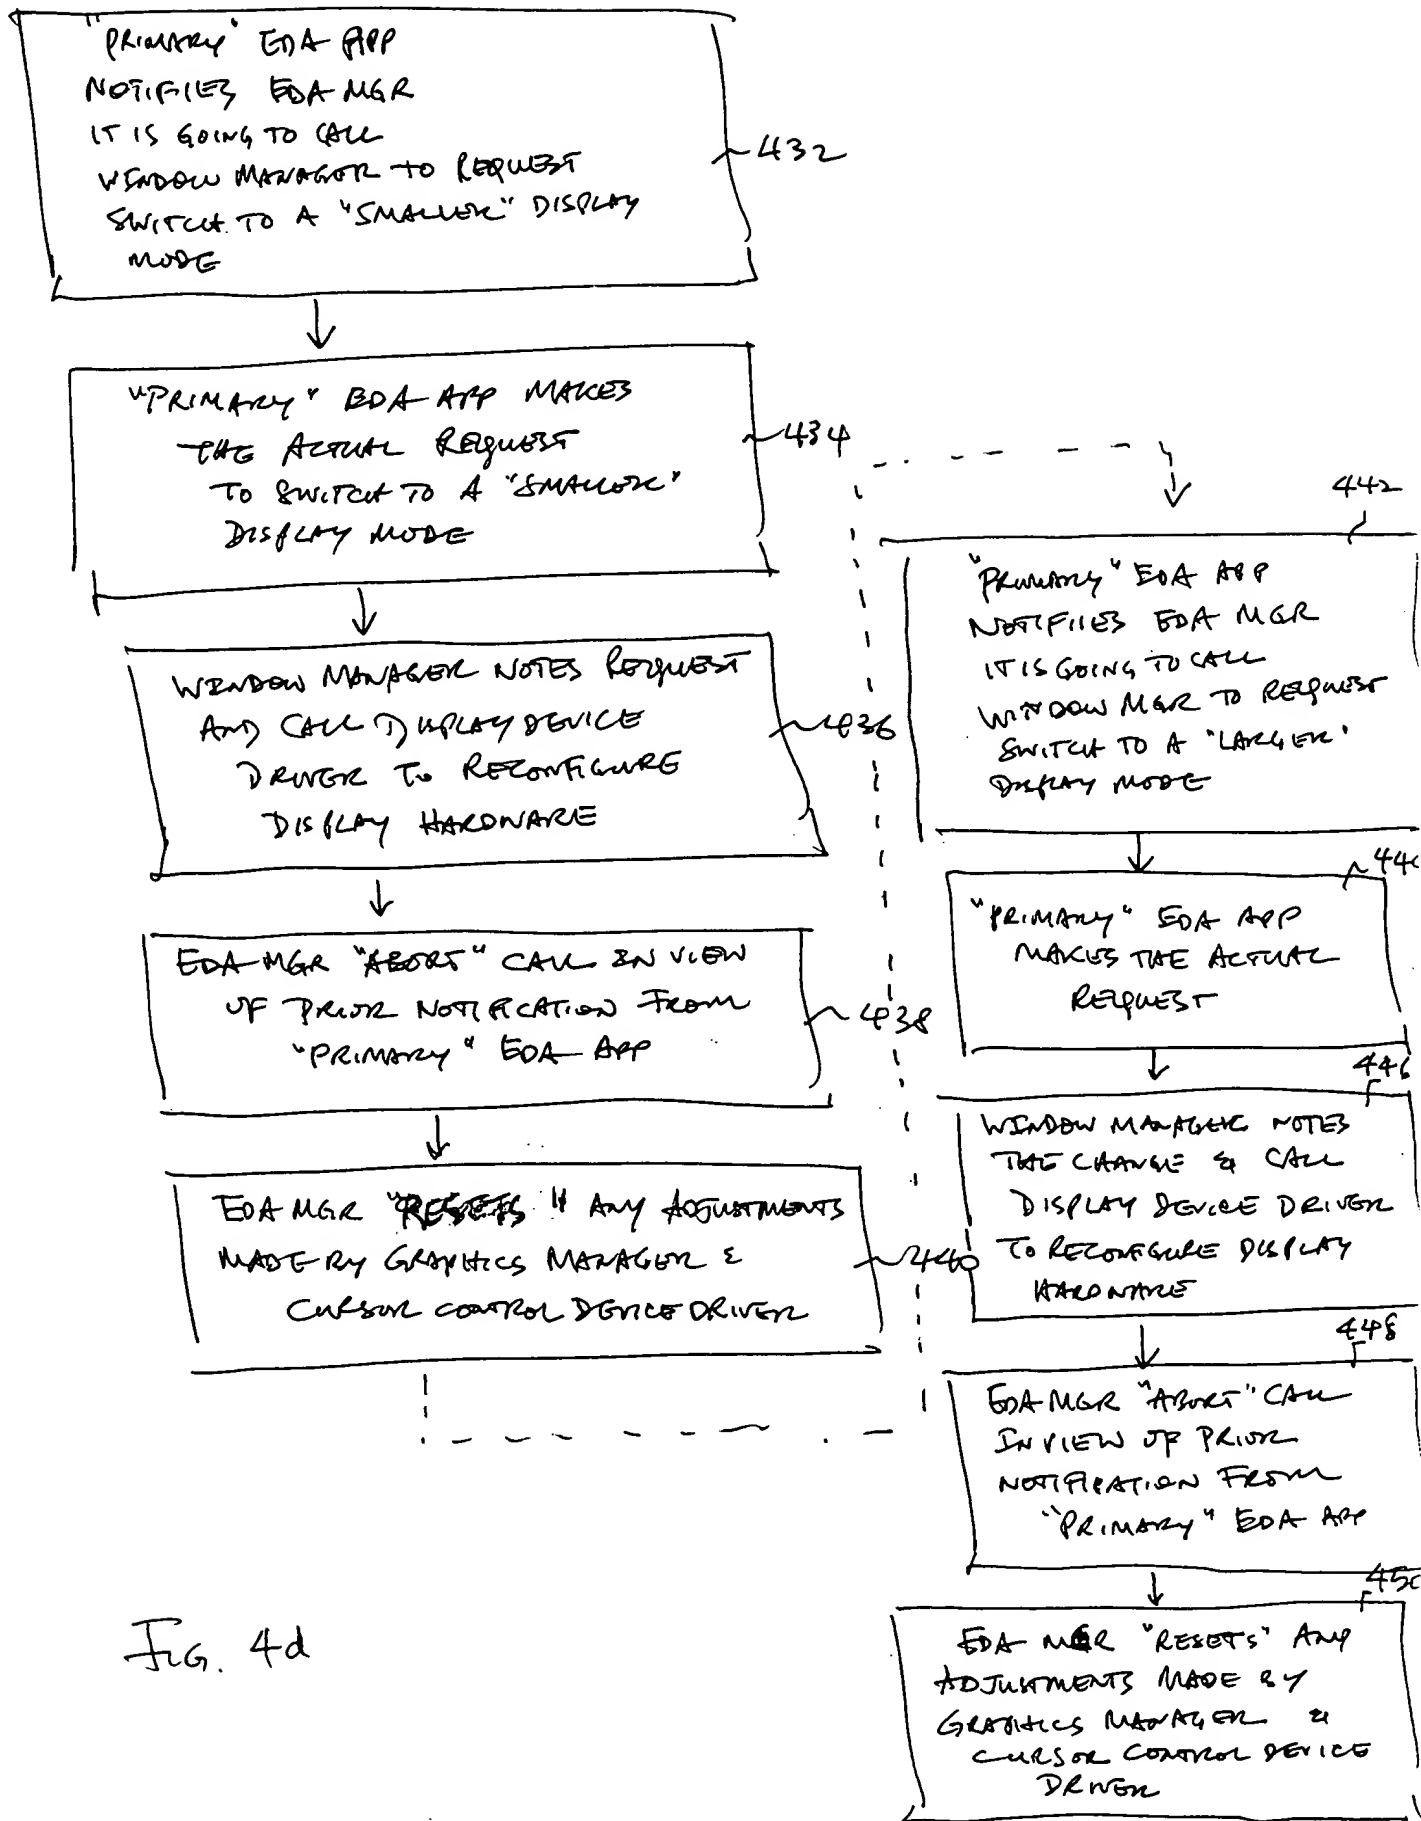 "PRIMARY" EDA APP
NOTIFIES EDA MGR
IT IS GOING TO CALL
WINDOW MANAGER TO REQUEST
SWITCH TO A "SMALLER" DISPLAY
MODE
432
"PRIMARY" EDA APP MAKES
THE ACTUAL REQUEST
TO SWITCH TO A "SMALLER"
DISPLAY MODE
434
WINDOW MANAGER NOTES REQUEST
AND CALL DISPLAY DEVICE
DRIVER TO RECONFIGURE
DISPLAY HARDWARE
436
EDA MGR "ABORT" CALL IN VIEW
OF PRIOR NOTIFICATION FROM
"PRIMARY" EDA APP
438
EDA MGR "RESETS" ANY ADJUSTMENTS
MADE BY GRAPHICS MANAGER &
CURSOR CONTROL DEVICE DRIVER
440
442
"PRIMARY" EDA APP
NOTIFIES EDA MGR
IT IS GOING TO CALL
WINDOW MGR TO REQUEST
SWITCH TO A "LARGER"
DISPLAY MODE
"PRIMARY" EDA APP
MAKES THE ACTUAL
REQUEST
446
WINDOW MANAGER NOTES
THE CHANGE & CALL
DISPLAY DEVICE DRIVER
TO RECONFIGURE DISPLAY
HARDWARE
448
EDA MGR "ABORT" CALL
IN VIEW OF PRIOR
NOTIFICATION FROM
"PRIMARY" EDA APP
EDA MGR "RESETS" ANY
ADJUSTMENTS MADE BY
GRAPHICS MANAGER &
CURSOR CONTROL DEVICE
DRIVER
FIG. 4d